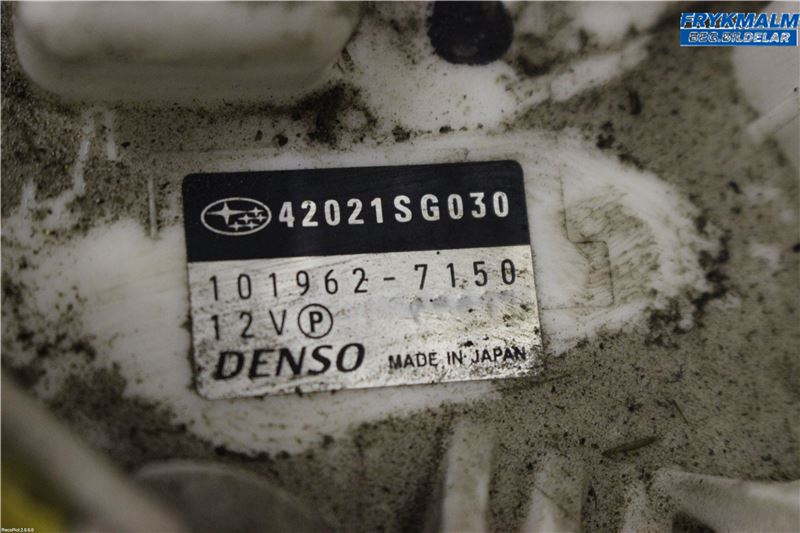 FRYKMALM
BEG.BILDELAR
42021SG030
101962-7150
12V P
DENSO MADE IN JAPAN